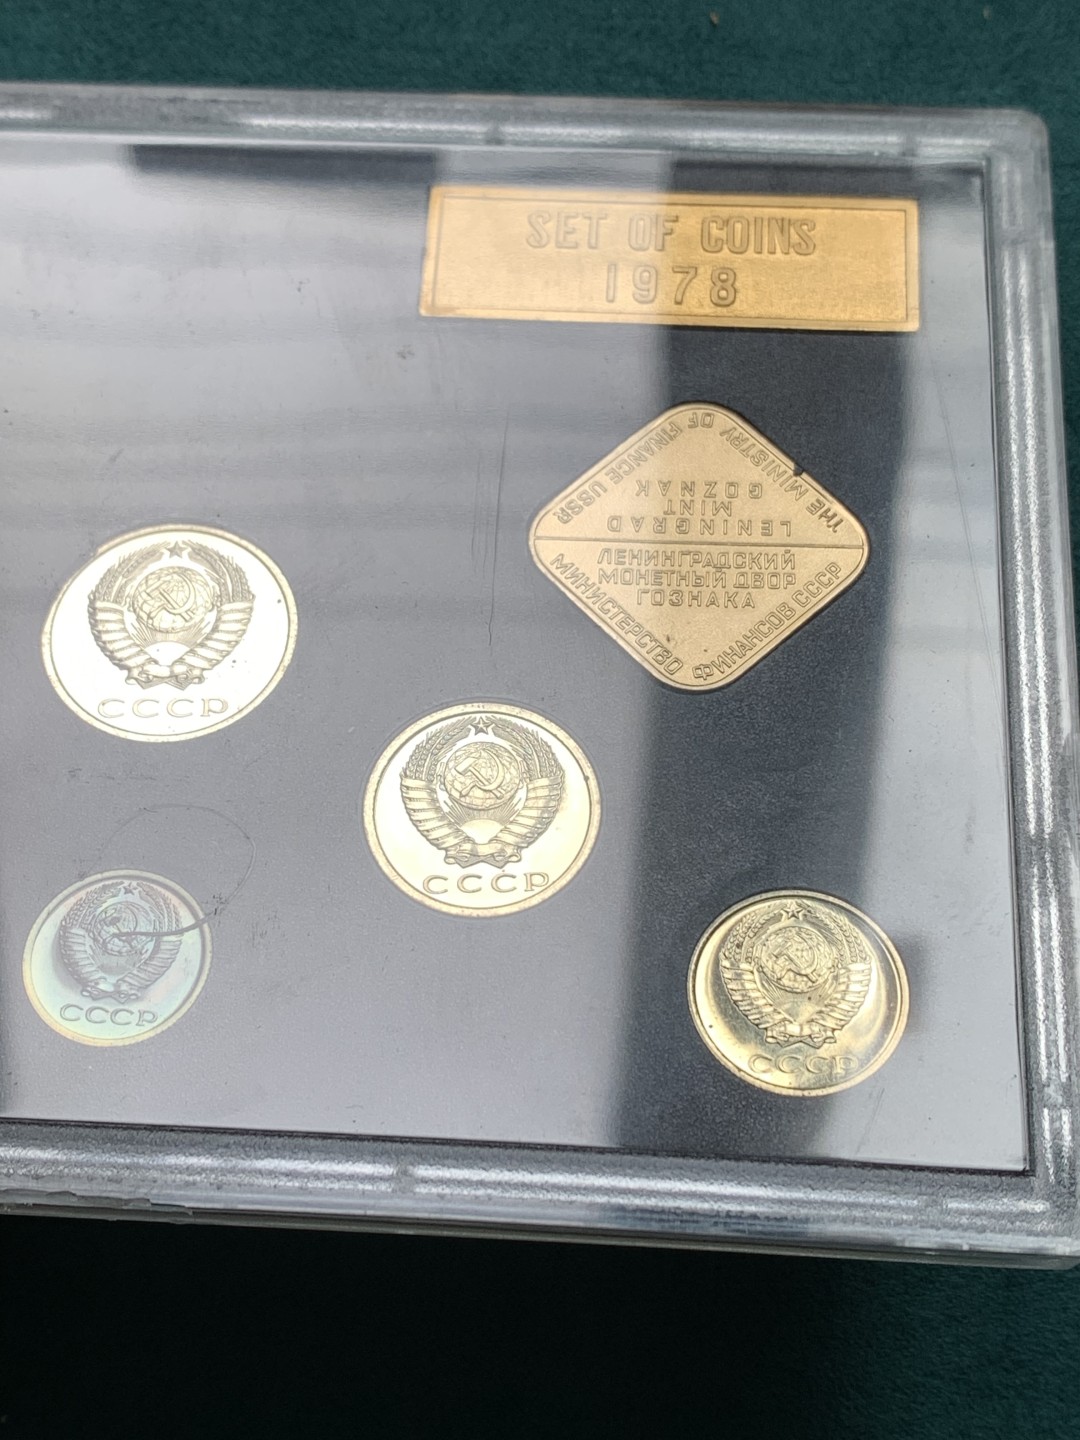 SET OF COINS
1978
THE MINISTRY OF FINANCE USSR
LENINGRAD
MINT
GOZNAK
ЛЕНИНГРАДСКИЙ
МОНЕТНЫЙ ДВОР
ГОЗНАКА
МИНИСТЕРСТВО ФИНАНСОВ СССР
СССР
СССР
СССР
СССР